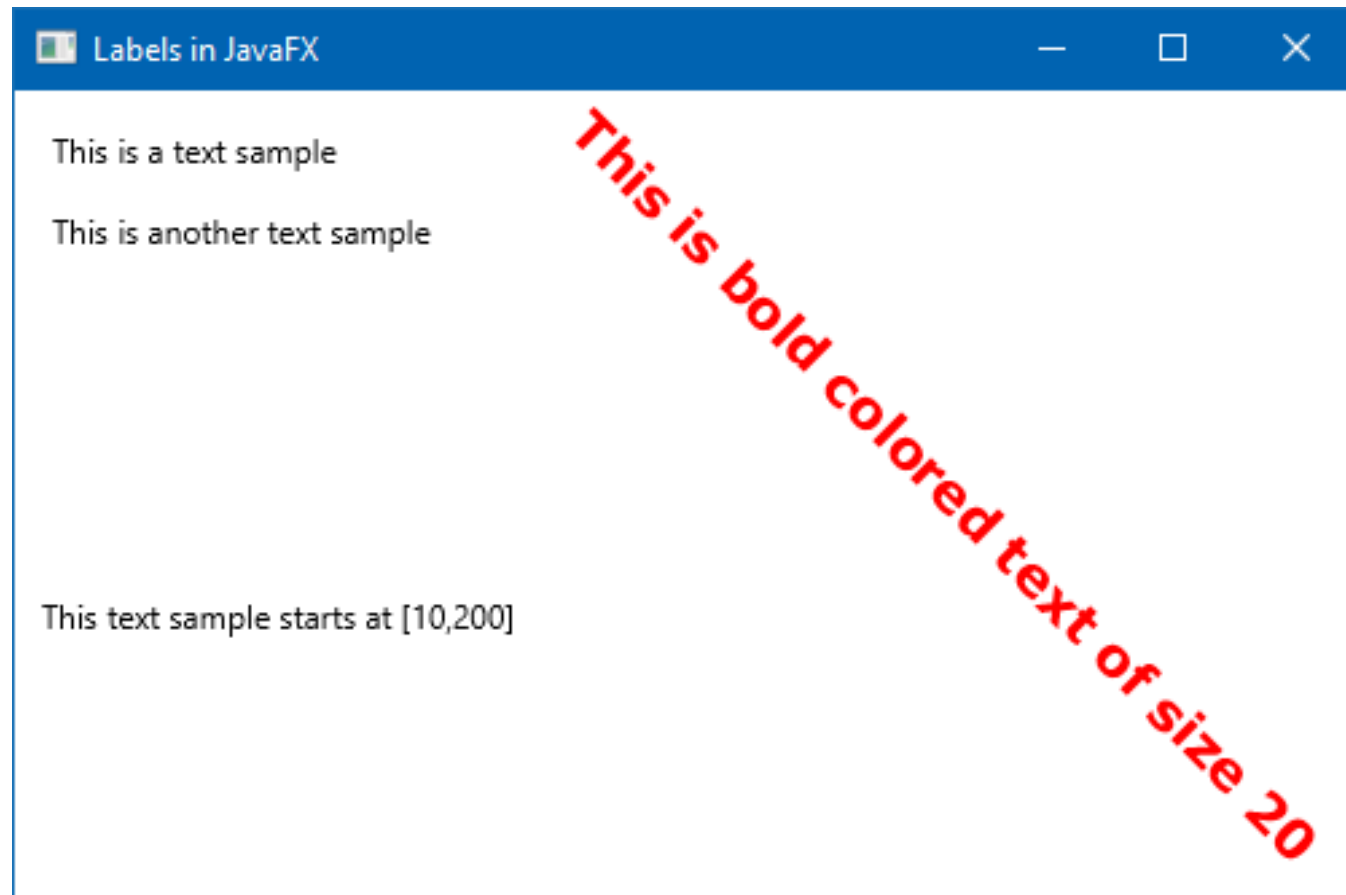 Labels in JavaFX
This is a text sample
This is another text sample
This is bold colored text of size 20
This text sample starts at [10,200]